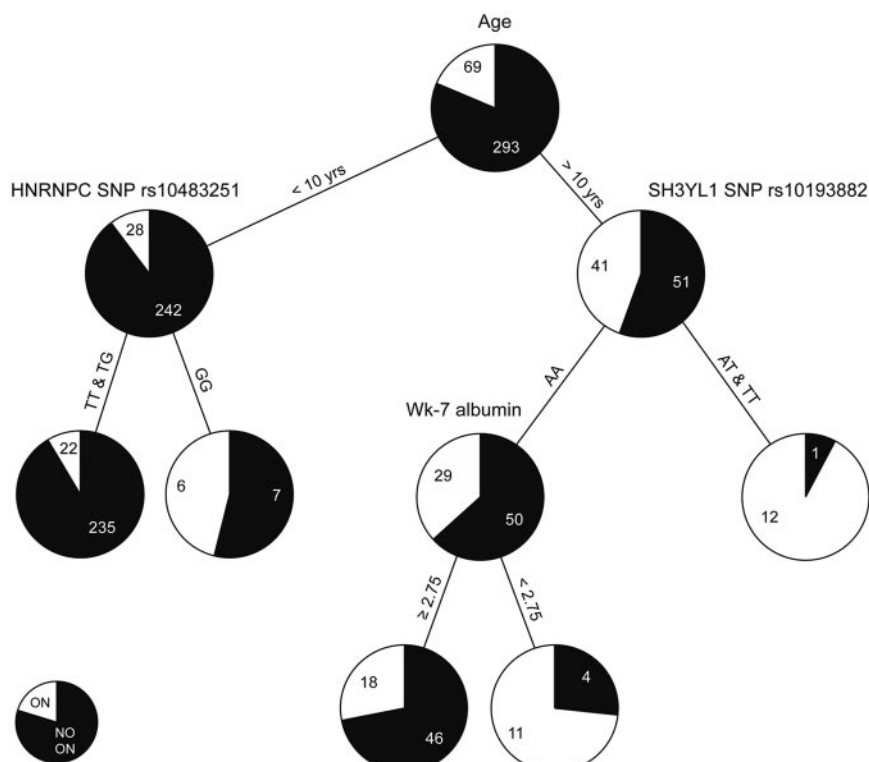 Age
69
293
< 10 yrs
> 10 yrs
HNRNPC SNP rs10483251
SH3YL1 SNP rs10193882
28
242
41
51
TT & TG
GG
AA
AT & TT
Wk-7 albumin
22
235
6
7
29
50
1
12
≥ 2.75
< 2.75
18
46
4
11
ON
NO
ON